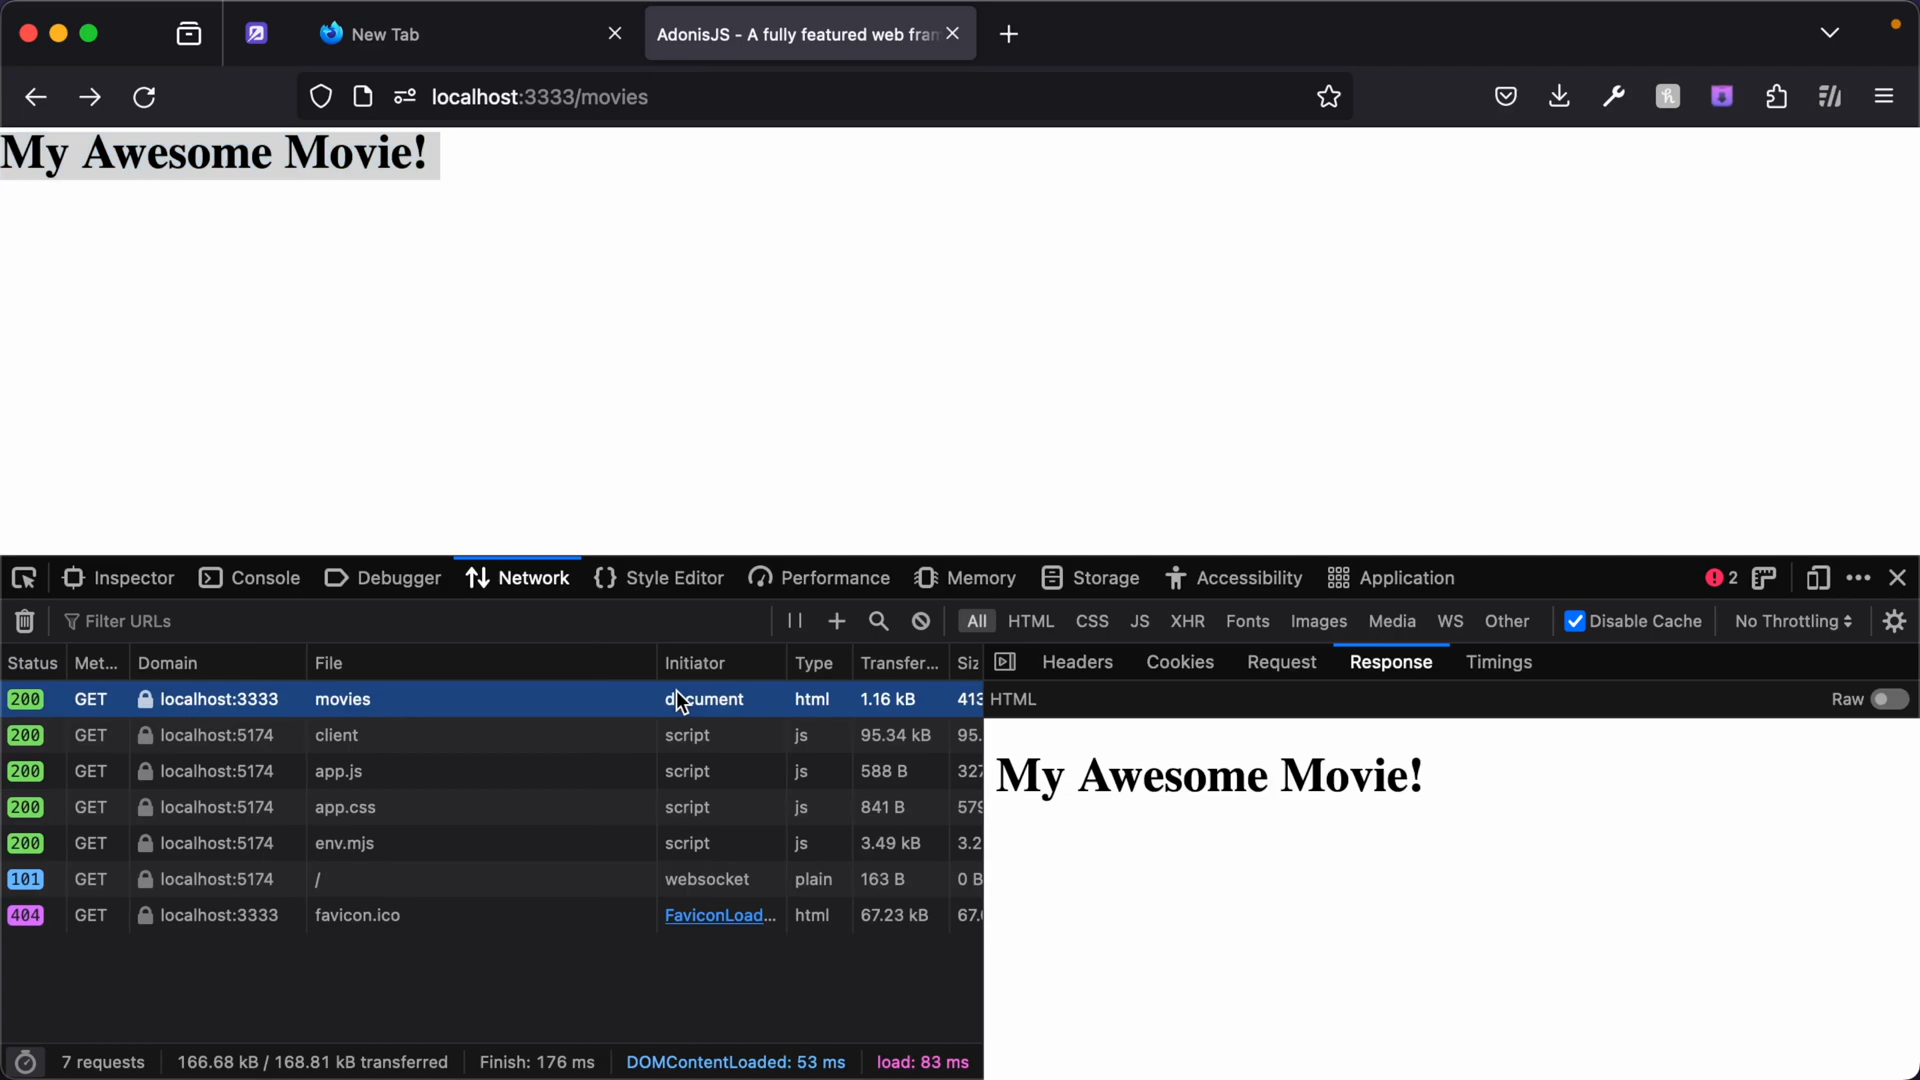 New Tab
AdonisJS - A fully featured web fram
localhost:3333/movies
My Awesome Movie!
Inspector Console Debugger Network Style Editor Performance Memory Storage Accessibility Application 2
Filter URLs
All HTML CSS JS XHR Fonts Images Media WS Other Disable Cache No Throttling
Status Met... Domain File Initiator Type Transfer... Siz
Headers Cookies Request Response Timings
200 GET localhost:3333 movies document html 1.16 kB 413
HTML Raw
200 GET localhost:5174 client script js 95.34 kB 95.
My Awesome Movie!
200 GET localhost:5174 app.js script js 588 B 327
200 GET localhost:5174 app.css script js 841 B 579
200 GET localhost:5174 env.mjs script js 3.49 kB 3.2
101 GET localhost:5174 / websocket plain 163 B 0 B
404 GET localhost:3333 favicon.ico FaviconLoad... html 67.23 kB 67.
7 requests 166.68 kB / 168.81 kB transferred Finish: 176 ms DOMContentLoaded: 53 ms load: 83 ms